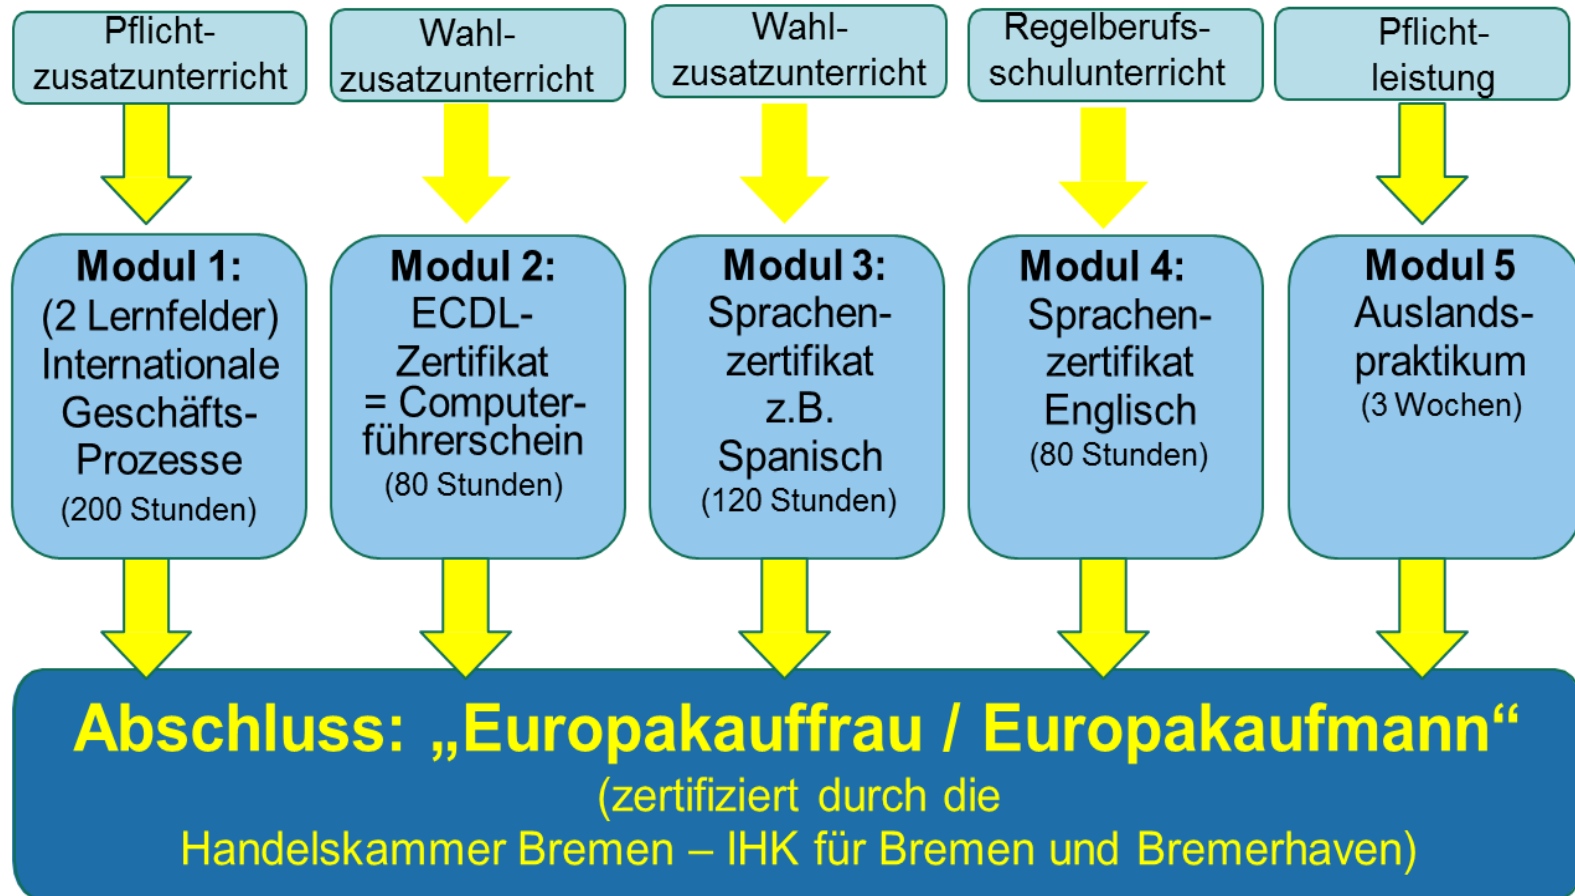 Pflicht-
zusatzunterricht
Wahl-
zusatzunterricht
Wahl-
zusatzunterricht
Regelberufs-
schulunterricht
Pflicht-
leistung
Modul 1:
(2 Lernfelder)
Internationale
Geschäfts-
Prozesse
(200 Stunden)
Modul 2:
ECDL-
Zertifikat
= Computer-
führerschein
(80 Stunden)
Modul 3:
Sprachen-
zertifikat
z.B.
Spanisch
(120 Stunden)
Modul 4:
Sprachen-
zertifikat
Englisch
(80 Stunden)
Modul 5
Auslands-
praktikum
(3 Wochen)
Abschluss: „Europakauffrau / Europakaufmann“
(zertifiziert durch die
Handelskammer Bremen – IHK für Bremen und Bremerhaven)